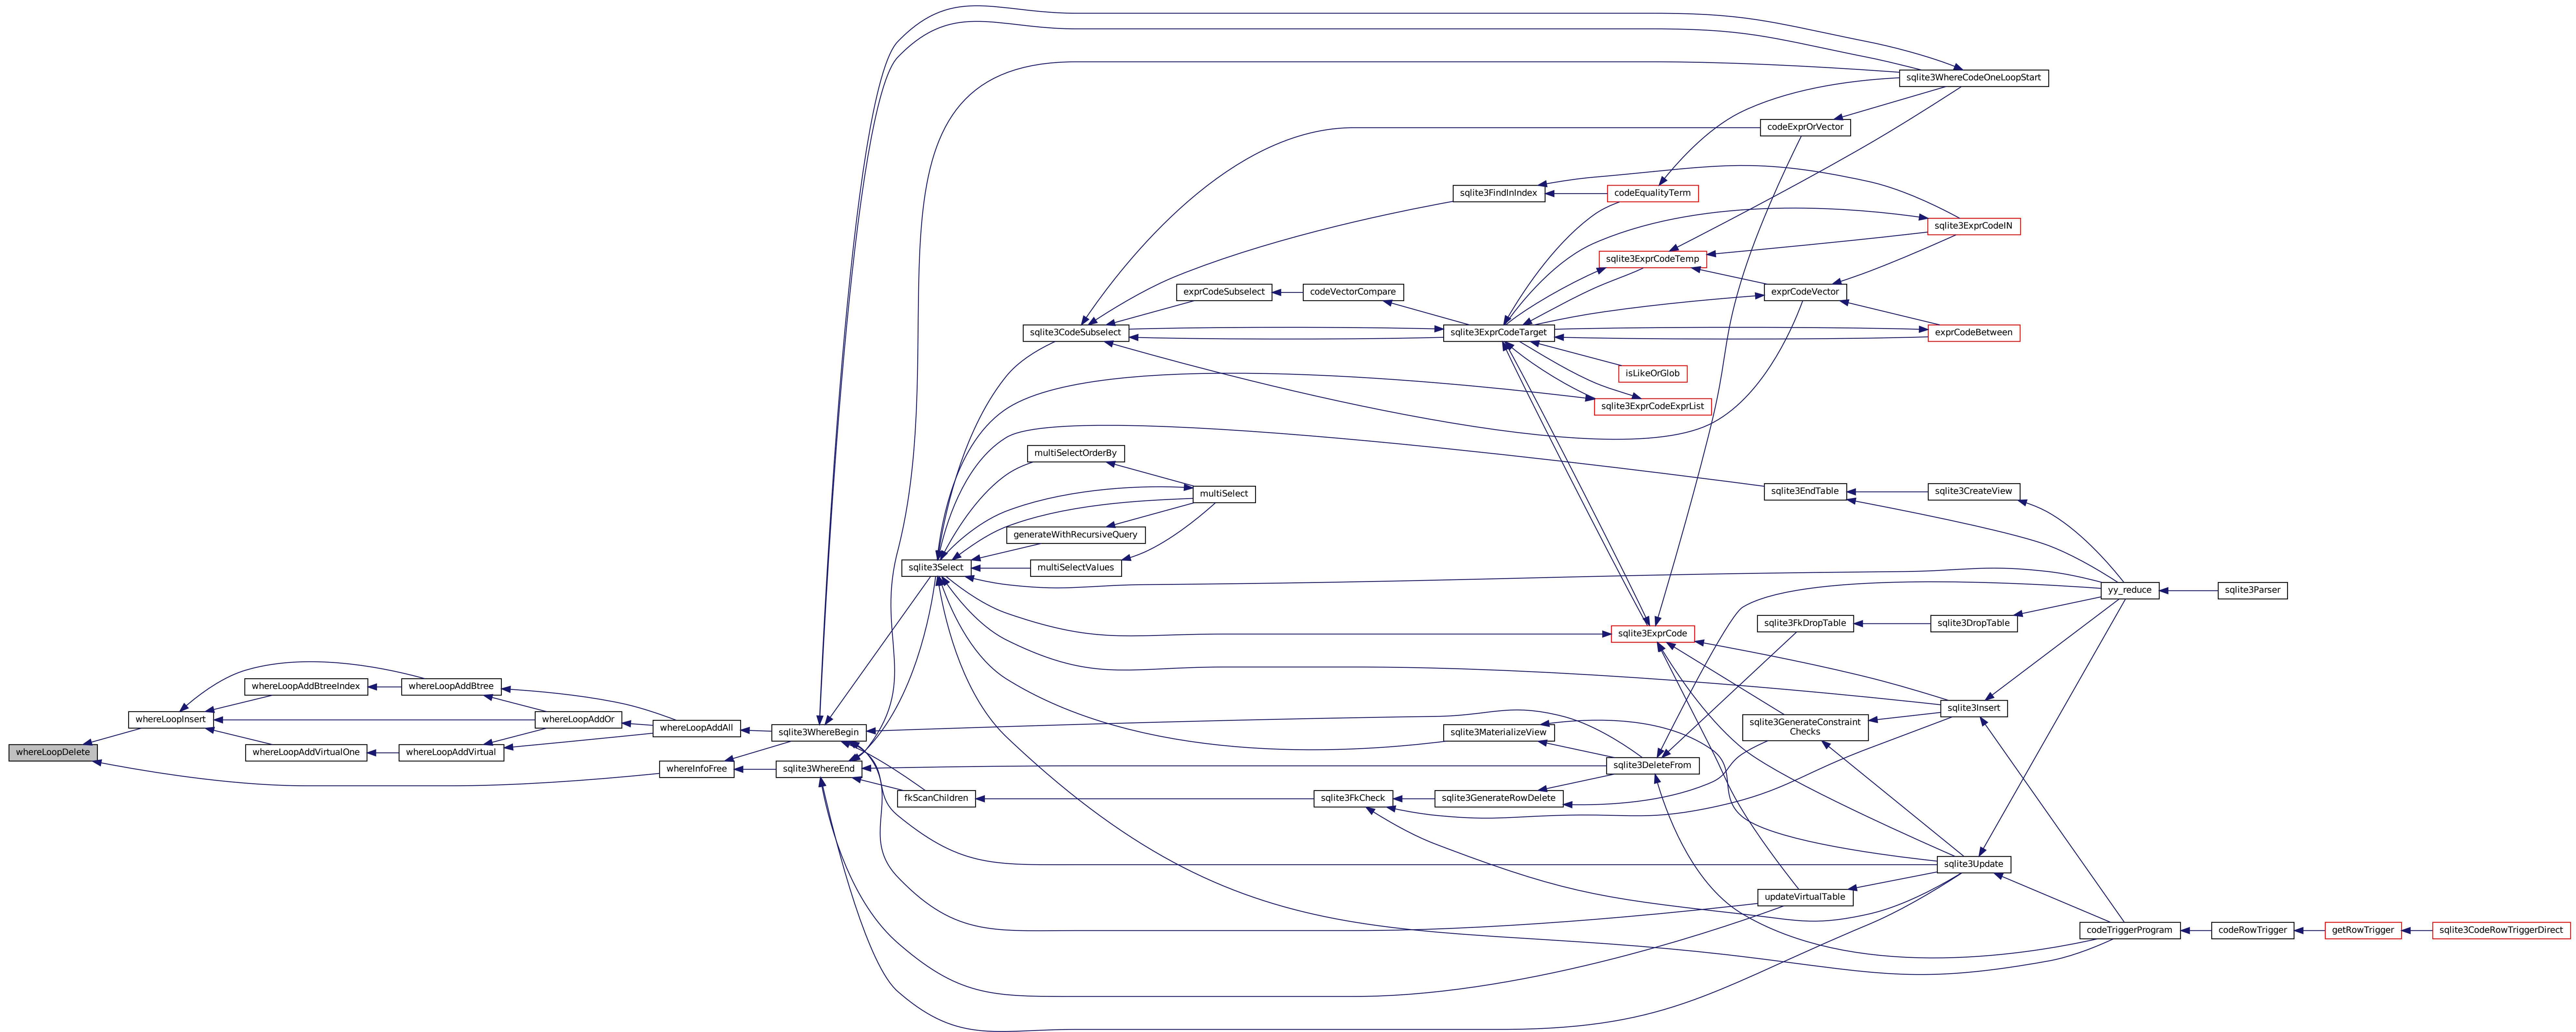 sqlite3WhereCodeOneLoopStart
codeExprOrVector
sqlite3FindInIndex
codeEqualityTerm
sqlite3ExprCodeIN
sqlite3ExprCodeTemp
exprCodeSubselect
codeVectorCompare
exprCodeVector
sqlite3CodeSubselect
sqlite3ExprCodeTarget
exprCodeBetween
isLikeOrGlob
sqlite3ExprCodeExprList
multiSelectOrderBy
multiSelect
sqlite3EndTable
sqlite3CreateView
generateWithRecursiveQuery
sqlite3Select
multiSelectValues
yy_reduce
sqlite3Parser
sqlite3FkDropTable
sqlite3DropTable
sqlite3ExprCode
whereLoopAddBtreeIndex
whereLoopAddBtree
sqlite3Insert
whereLoopInsert
whereLoopAddOr
whereLoopAddAll
sqlite3WhereBegin
sqlite3MaterializeView
sqlite3GenerateConstraint
Checks
whereLoopDelete
whereLoopAddVirtualOne
whereLoopAddVirtual
whereInfoFree
sqlite3WhereEnd
sqlite3DeleteFrom
fkScanChildren
sqlite3FkCheck
sqlite3GenerateRowDelete
sqlite3Update
updateVirtualTable
codeTriggerProgram
codeRowTrigger
getRowTrigger
sqlite3CodeRowTriggerDirect